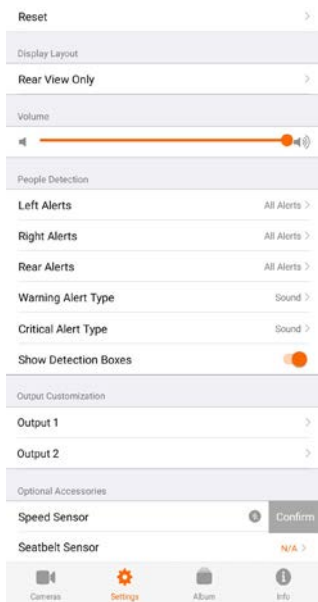 Reset
Display Layout
Rear View Only
Volume
People Detection
Left Alerts All Alerts
Right Alerts All Alerts
Rear Alerts All Alerts
Warning Alert Type Sound
Critical Alert Type Sound
Show Detection Boxes
Output Customization
Output 1
Output 2
Optional Accessories
Speed Sensor Confirm
Seatbelt Sensor N/A
Cameras Settings Album Info